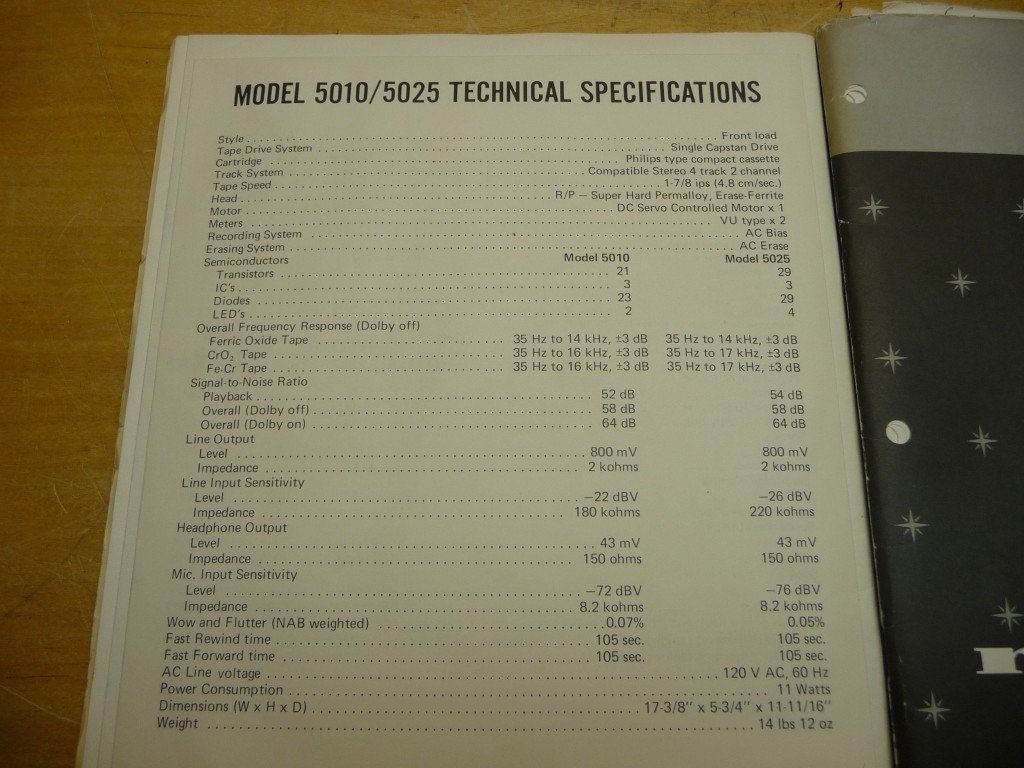 MODEL 5010/5025 TECHNICAL SPECIFICATIONS
Style . . . . . . . . . . Front load
Tape Drive System . . . . . . . . . . Single Capstan Drive
Cartridge . . . . . . . . . . Philips type compact cassette
Track System . . . . . . . . . . Compatible Stereo 4 track 2 channel
Tape Speed . . . . . . . . . . 1-7/8 ips (4.8 cm/sec.)
Head . . . . . . . . . . R/P — Super Hard Permalloy, Erase-Ferrite
Motor . . . . . . . . . . DC Servo Controlled Motor x 1
Meters . . . . . . . . . . VU type x 2
Recording System . . . . . . . . . . AC Bias
Erasing System . . . . . . . . . . AC Erase
Semiconductors Model 5010 Model 5025
Transistors . . . . . . . . . . 21 29
IC's . . . . . . . . . . 3 3
Diodes . . . . . . . . . . 23 29
LED's . . . . . . . . . . 2 4
Overall Frequency Response (Dolby off)
Ferric Oxide Tape . . . . . . . . . . 35 Hz to 14 kHz, ±3 dB 35 Hz to 14 kHz, ±3 dB
CrO₂ Tape . . . . . . . . . . 35 Hz to 16 kHz, ±3 dB 35 Hz to 17 kHz, ±3 dB
Fe-Cr Tape . . . . . . . . . . 35 Hz to 16 kHz, ±3 dB 35 Hz to 17 kHz, ±3 dB
Signal-to-Noise Ratio
Playback . . . . . . . . . . 52 dB 54 dB
Overall (Dolby off) . . . . . . . . . . 58 dB 58 dB
Overall (Dolby on) . . . . . . . . . . 64 dB 64 dB
Line Output
Level . . . . . . . . . . 800 mV 800 mV
Impedance . . . . . . . . . . 2 kohms 2 kohms
Line Input Sensitivity
Level . . . . . . . . . . —22 dBV —26 dBV
Impedance . . . . . . . . . . 180 kohms 220 kohms
Headphone Output
Level . . . . . . . . . . 43 mV 43 mV
Impedance . . . . . . . . . . 150 ohms 150 ohms
Mic. Input Sensitivity
Level . . . . . . . . . . —72 dBV —76 dBV
Impedance . . . . . . . . . . 8.2 kohms 8.2 kohms
Wow and Flutter (NAB weighted) . . . . . . . . . . 0.07% 0.05%
Fast Rewind time . . . . . . . . . . 105 sec. 105 sec.
Fast Forward time . . . . . . . . . . 105 sec. 105 sec.
AC Line voltage . . . . . . . . . . 120 V AC, 60 Hz
Power Consumption . . . . . . . . . . 11 Watts
Dimensions (W x H x D) . . . . . . . . . . 17-3/8" x 5-3/4" x 11-11/16"
Weight . . . . . . . . . . 14 lbs 12 oz